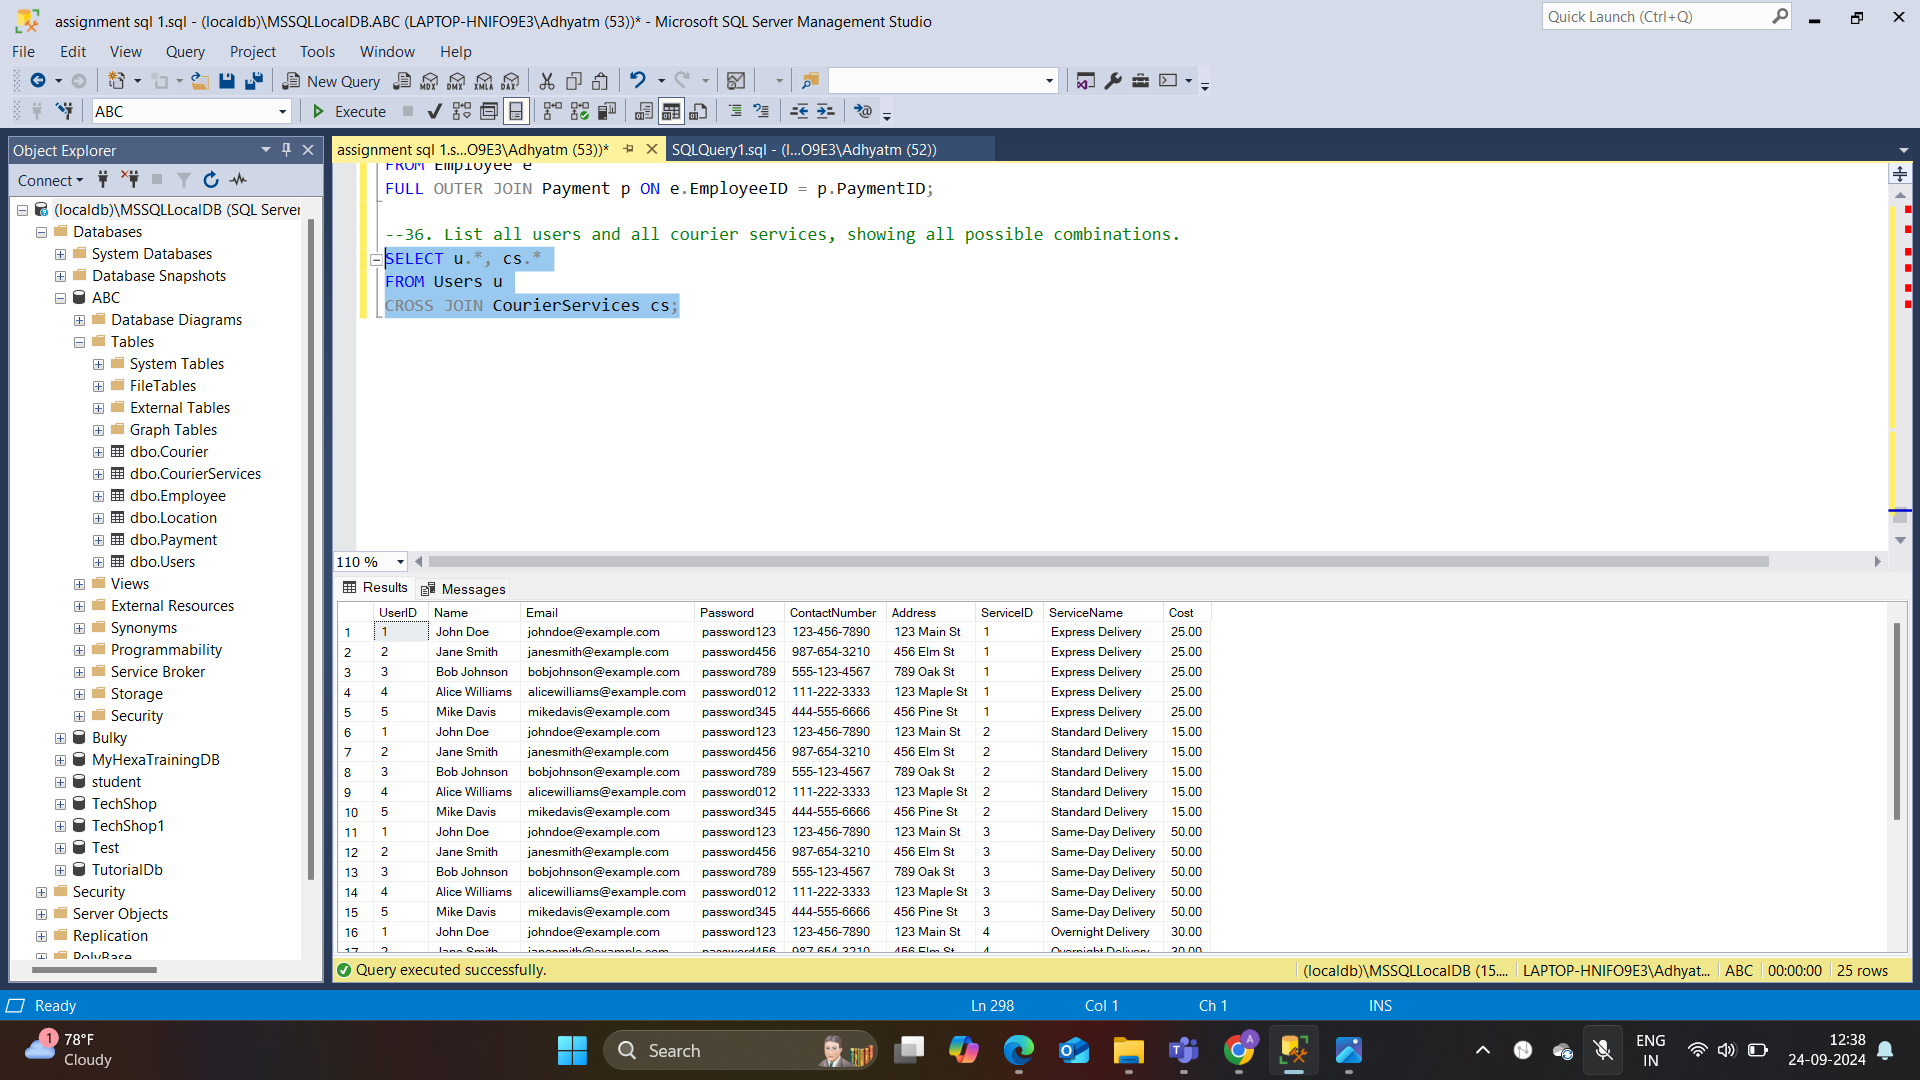 assignment sql 1.sql - (localdb)\MSSQLLocalDB.ABC (LAPTOP-HNIFO9E3\Adhyatm (53))* - Microsoft SQL Server Management Studio
Quick Launch (Ctrl+Q)
File Edit View Query Project Tools Window Help
New Query MDX DMX XMLA DAX
ABC Execute
Object Explorer
Connect
(localdb)\MSSQLLocalDB (SQL Server
Databases
System Databases
Database Snapshots
ABC
Database Diagrams
Tables
System Tables
FileTables
External Tables
Graph Tables
dbo.Courier
dbo.CourierServices
dbo.Employee
dbo.Location
dbo.Payment
dbo.Users
Views
External Resources
Synonyms
Programmability
Service Broker
Storage
Security
Bulky
MyHexaTrainingDB
student
TechShop
TechShop1
Test
TutorialDb
Security
Server Objects
Replication
PolyBase
assignment sql 1.s...O9E3\Adhyatm (53))* SQLQuery1.sql - (l...O9E3\Adhyatm (52))
FROM Employee e
FULL OUTER JOIN Payment p ON e.EmployeeID = p.PaymentID;
--36. List all users and all courier services, showing all possible combinations.
SELECT u.*, cs.*
FROM Users u
CROSS JOIN CourierServices cs;
110 %
Results Messages
UserID Name Email Password ContactNumber Address ServiceID ServiceName Cost
1 1 John Doe johndoe@example.com password123 123-456-7890 123 Main St 1 Express Delivery 25.00
2 2 Jane Smith janesmith@example.com password456 987-654-3210 456 Elm St 1 Express Delivery 25.00
3 3 Bob Johnson bobjohnson@example.com password789 555-123-4567 789 Oak St 1 Express Delivery 25.00
4 4 Alice Williams alicewilliams@example.com password012 111-222-3333 123 Maple St 1 Express Delivery 25.00
5 5 Mike Davis mikedavis@example.com password345 444-555-6666 456 Pine St 1 Express Delivery 25.00
6 1 John Doe johndoe@example.com password123 123-456-7890 123 Main St 2 Standard Delivery 15.00
7 2 Jane Smith janesmith@example.com password456 987-654-3210 456 Elm St 2 Standard Delivery 15.00
8 3 Bob Johnson bobjohnson@example.com password789 555-123-4567 789 Oak St 2 Standard Delivery 15.00
9 4 Alice Williams alicewilliams@example.com password012 111-222-3333 123 Maple St 2 Standard Delivery 15.00
10 5 Mike Davis mikedavis@example.com password345 444-555-6666 456 Pine St 2 Standard Delivery 15.00
11 1 John Doe johndoe@example.com password123 123-456-7890 123 Main St 3 Same-Day Delivery 50.00
12 2 Jane Smith janesmith@example.com password456 987-654-3210 456 Elm St 3 Same-Day Delivery 50.00
13 3 Bob Johnson bobjohnson@example.com password789 555-123-4567 789 Oak St 3 Same-Day Delivery 50.00
14 4 Alice Williams alicewilliams@example.com password012 111-222-3333 123 Maple St 3 Same-Day Delivery 50.00
15 5 Mike Davis mikedavis@example.com password345 444-555-6666 456 Pine St 3 Same-Day Delivery 50.00
16 1 John Doe johndoe@example.com password123 123-456-7890 123 Main St 4 Overnight Delivery 30.00
17 2 Jane Smith janesmith@example.com password456 987-654-3210 456 Elm St 4 Overnight Delivery 30.00
Query executed successfully. (localdb)\MSSQLLocalDB (15.... LAPTOP-HNIFO9E3\Adhyat... ABC 00:00:00 25 rows
Ready Ln 298 Col 1 Ch 1 INS
1 78°F
Cloudy
Search
A
ENG
IN
12:38
24-09-2024